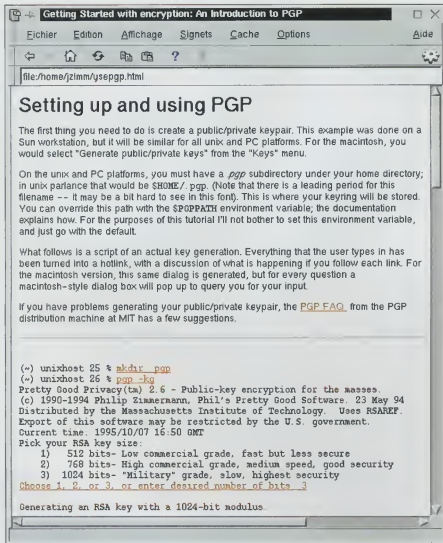 Getting Started with encryption: An Introduction to PGP
Fichier Edition Affichage Signets Cache Options Aide
?
file:/home/jzimm/ysepgp.html
Setting up and using PGP
The first thing you need to do is create a public/private keypair. This example was done on a
Sun workstation, but it will be similar for all unix and PC platforms. For the macintosh, you
would select "Generate public/private keys" from the "Keys" menu.
On the unix and PC platforms, you must have a .pgp subdirectory under your home directory;
in unix parlance that would be $HOME/.pgp. (Note that there is a leading period for this
filename -- it may be a bit hard to see in this font). This is where your keyring will be stored.
You can override this path with the $PGPPATH environment variable; the documentation
explains how. For the purposes of this tutorial I'll not bother to set this environment variable,
and just go with the default.
What follows is a script of an actual key generation. Everything that the user types in has
been turned into a hotlink, with a discussion of what is happening if you follow each link. For
the macintosh version, this same dialog is generated, but for every question a
macintosh-style dialog box will pop up to query you for your input.
If you have problems generating your public/private keypair, the PGP FAQ from the PGP
distribution machine at MIT has a few suggestions.
(~) unixhost 25 % mkdir .pgp
(~) unixhost 26 % pgp -kg
Pretty Good Privacy(tm) 2.6 - Public-key encryption for the masses.
(c) 1990-1994 Philip Zimmermann, Phil's Pretty Good Software. 23 May 94
Distributed by the Massachusetts Institute of Technology. Uses RSAREF.
Export of this software may be restricted by the U.S. government.
Current time. 1995/10/07 16:50 GMT
Pick your RSA key size:
1) 512 bits- Low commercial grade, fast but less secure
2) 768 bits- High commercial grade, medium speed, good security
3) 1024 bits- "Military" grade, slow, highest security
Choose 1, 2, or 3, or enter desired number of bits 3
Generating an RSA key with a 1024-bit modulus.